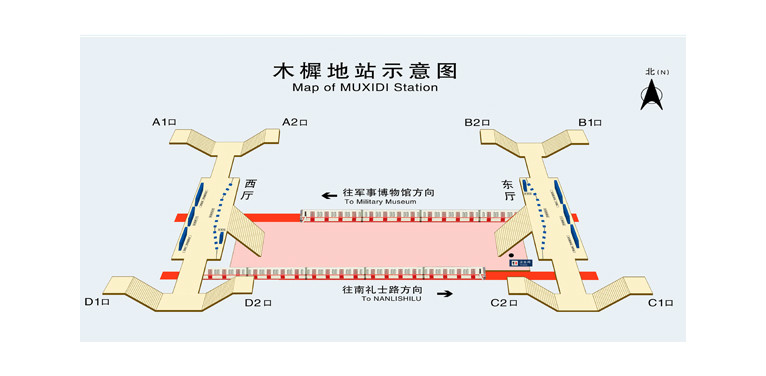 木樨地站示意图
Map of MUXIDI Station
北(N)
A1口
A2口
B2口
B1口
西厅
东厅
往军事博物馆方向
To Military Museum
往南礼士路方向
To NANLISHILU
D1口
D2口
C2口
C1口